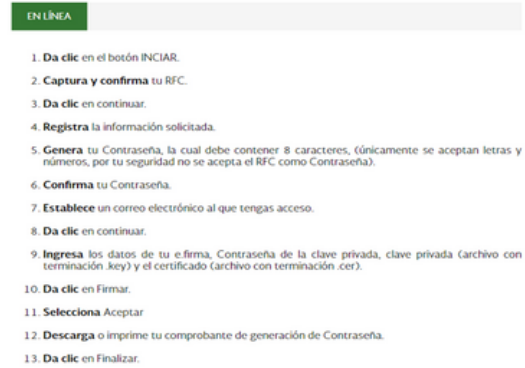 EN LÍNEA
1. Da clic en el botón INCIAR.
2. Captura y confirma tu RFC.
3. Da clic en continuar.
4. Registra la información solicitada.
5. Genera tu Contraseña, la cual debe contener 8 caracteres, (únicamente se aceptan letras y
números, por tu seguridad no se acepta el RFC como Contraseña).
6. Confirma tu Contraseña.
7. Establece un correo electrónico al que tengas acceso.
8. Da clic en continuar.
9. Ingresa los datos de tu e.firma, Contraseña de la clave privada, clave privada (archivo con
terminación .key) y el certificado (archivo con terminación .cer).
10. Da clic en Firmar.
11. Selecciona Aceptar
12. Descarga o imprime tu comprobante de generación de Contraseña.
13. Da clic en Finalizar.